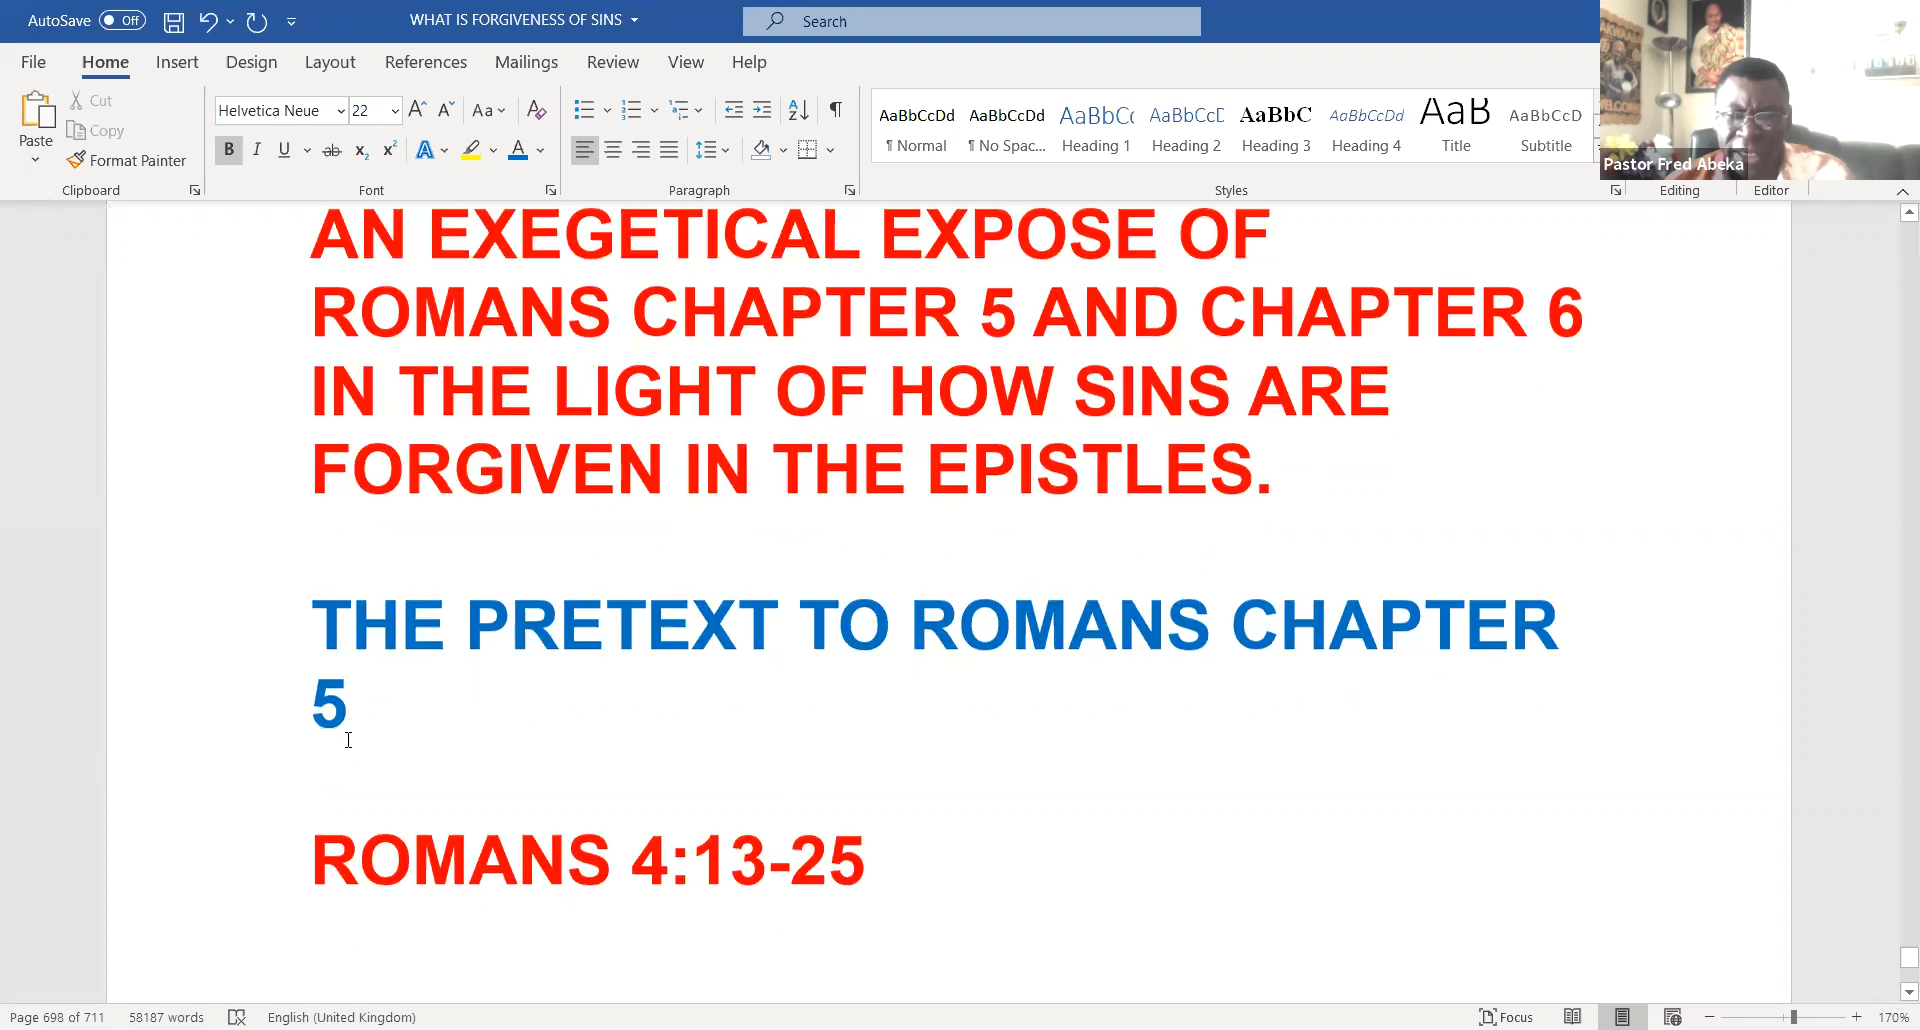 AutoSave Off WHAT IS FORGIVENESS OF SINS Search
File Home Insert Design Layout References Mailings Review View Help
Paste Cut Copy Format Painter
Helvetica Neue 22 Aa
B I U ab x₂ x² A A
AaBbCcDd AaBbCcDd AaBbCc AaBbCcD AaBbC AaBbCcDd AaB AaBbCcD
¶ Normal ¶ No Spac... Heading 1 Heading 2 Heading 3 Heading 4 Title Subtitle
Pastor Fred Abeka
Clipboard Font Paragraph Styles Editing Editor
AN EXEGETICAL EXPOSE OF
ROMANS CHAPTER 5 AND CHAPTER 6
IN THE LIGHT OF HOW SINS ARE
FORGIVEN IN THE EPISTLES.
THE PRETEXT TO ROMANS CHAPTER
5
ROMANS 4:13-25
Page 698 of 711 58187 words English (United Kingdom) Focus 170%